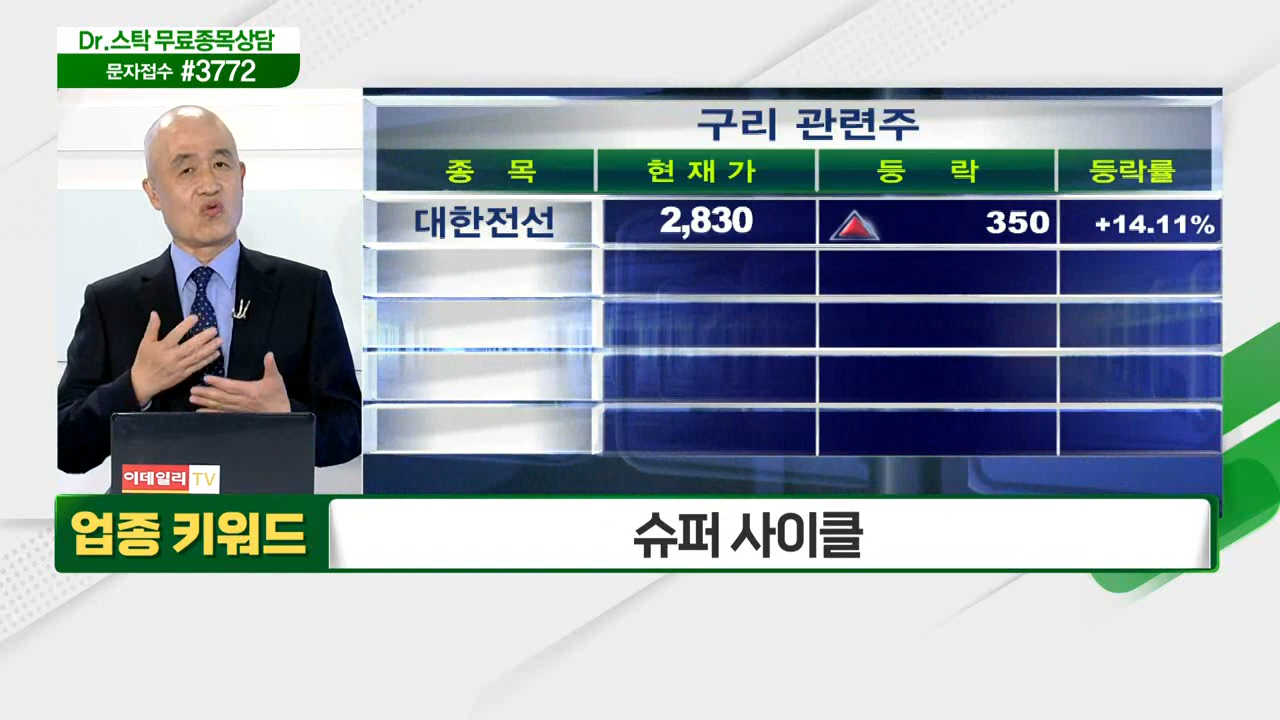 Dr.스탁 무료종목상담
문자접수 #3772
구리 관련주
종 목 현재가 등 락 등락률
대한전선 2,830 350 +14.11%
이데일리 TV
업종 키워드 슈퍼 사이클